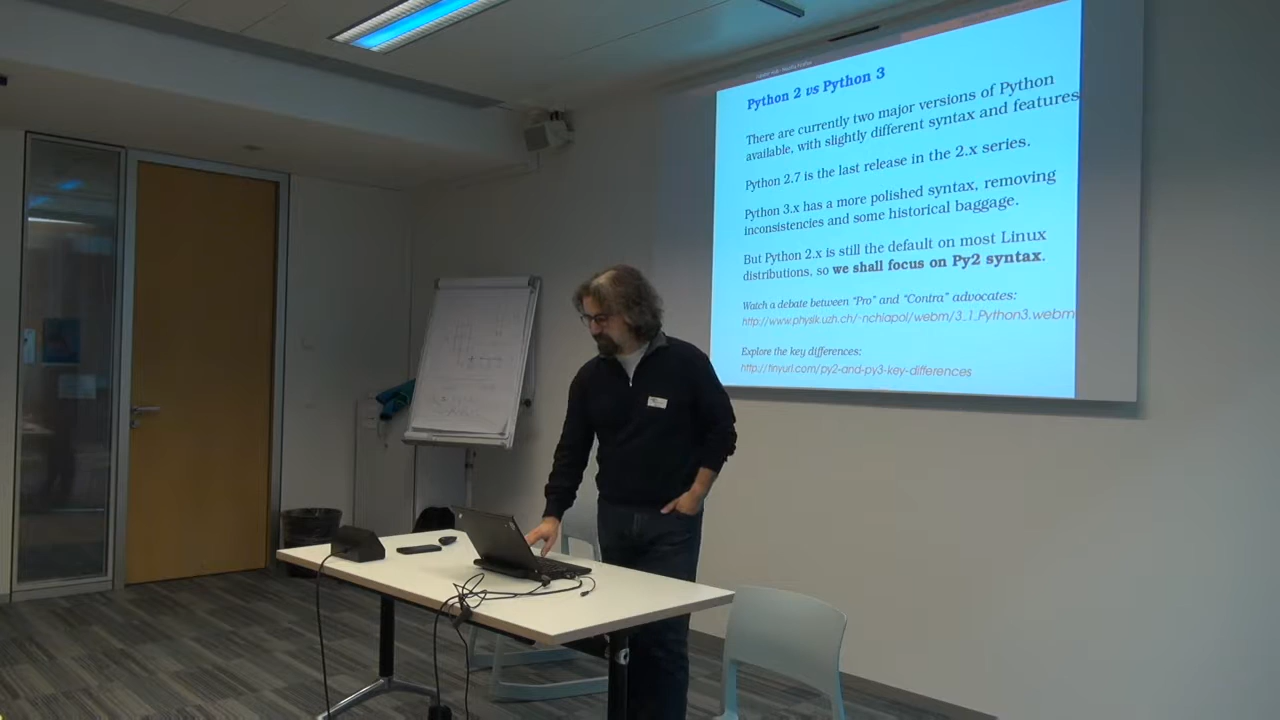 Python 2 vs Python 3
There are currently two major versions of Python
available, with slightly different syntax and features
Python 2.7 is the last release in the 2.x series.
Python 3.x has a more polished syntax, removing
inconsistencies and some historical baggage.
But Python 2.x is still the default on most Linux
distributions, so we shall focus on Py2 syntax.
Watch a debate between "Pro" and "Contra" advocates:
http://www.physik.uzh.ch/~nchiapol/webm/3_1_Python3.webm
Explore the key differences:
http://tinyurl.com/py2-and-py3-key-differences